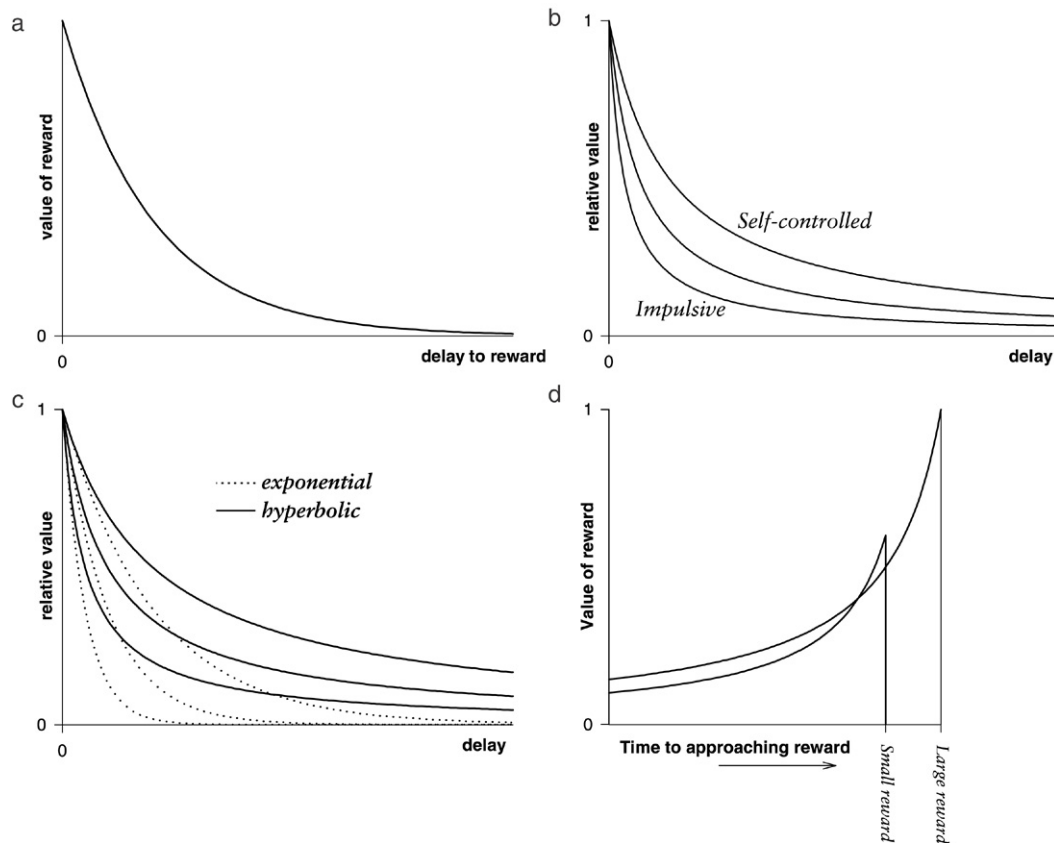 a
value of reward
0
0
delay to reward
b
1
relative value
Self-controlled
Impulsive
0
0
delay
c
1
exponential
hyperbolic
relative value
0
0
delay
d
1
Value of reward
0
Time to approaching reward
Small reward
Large reward